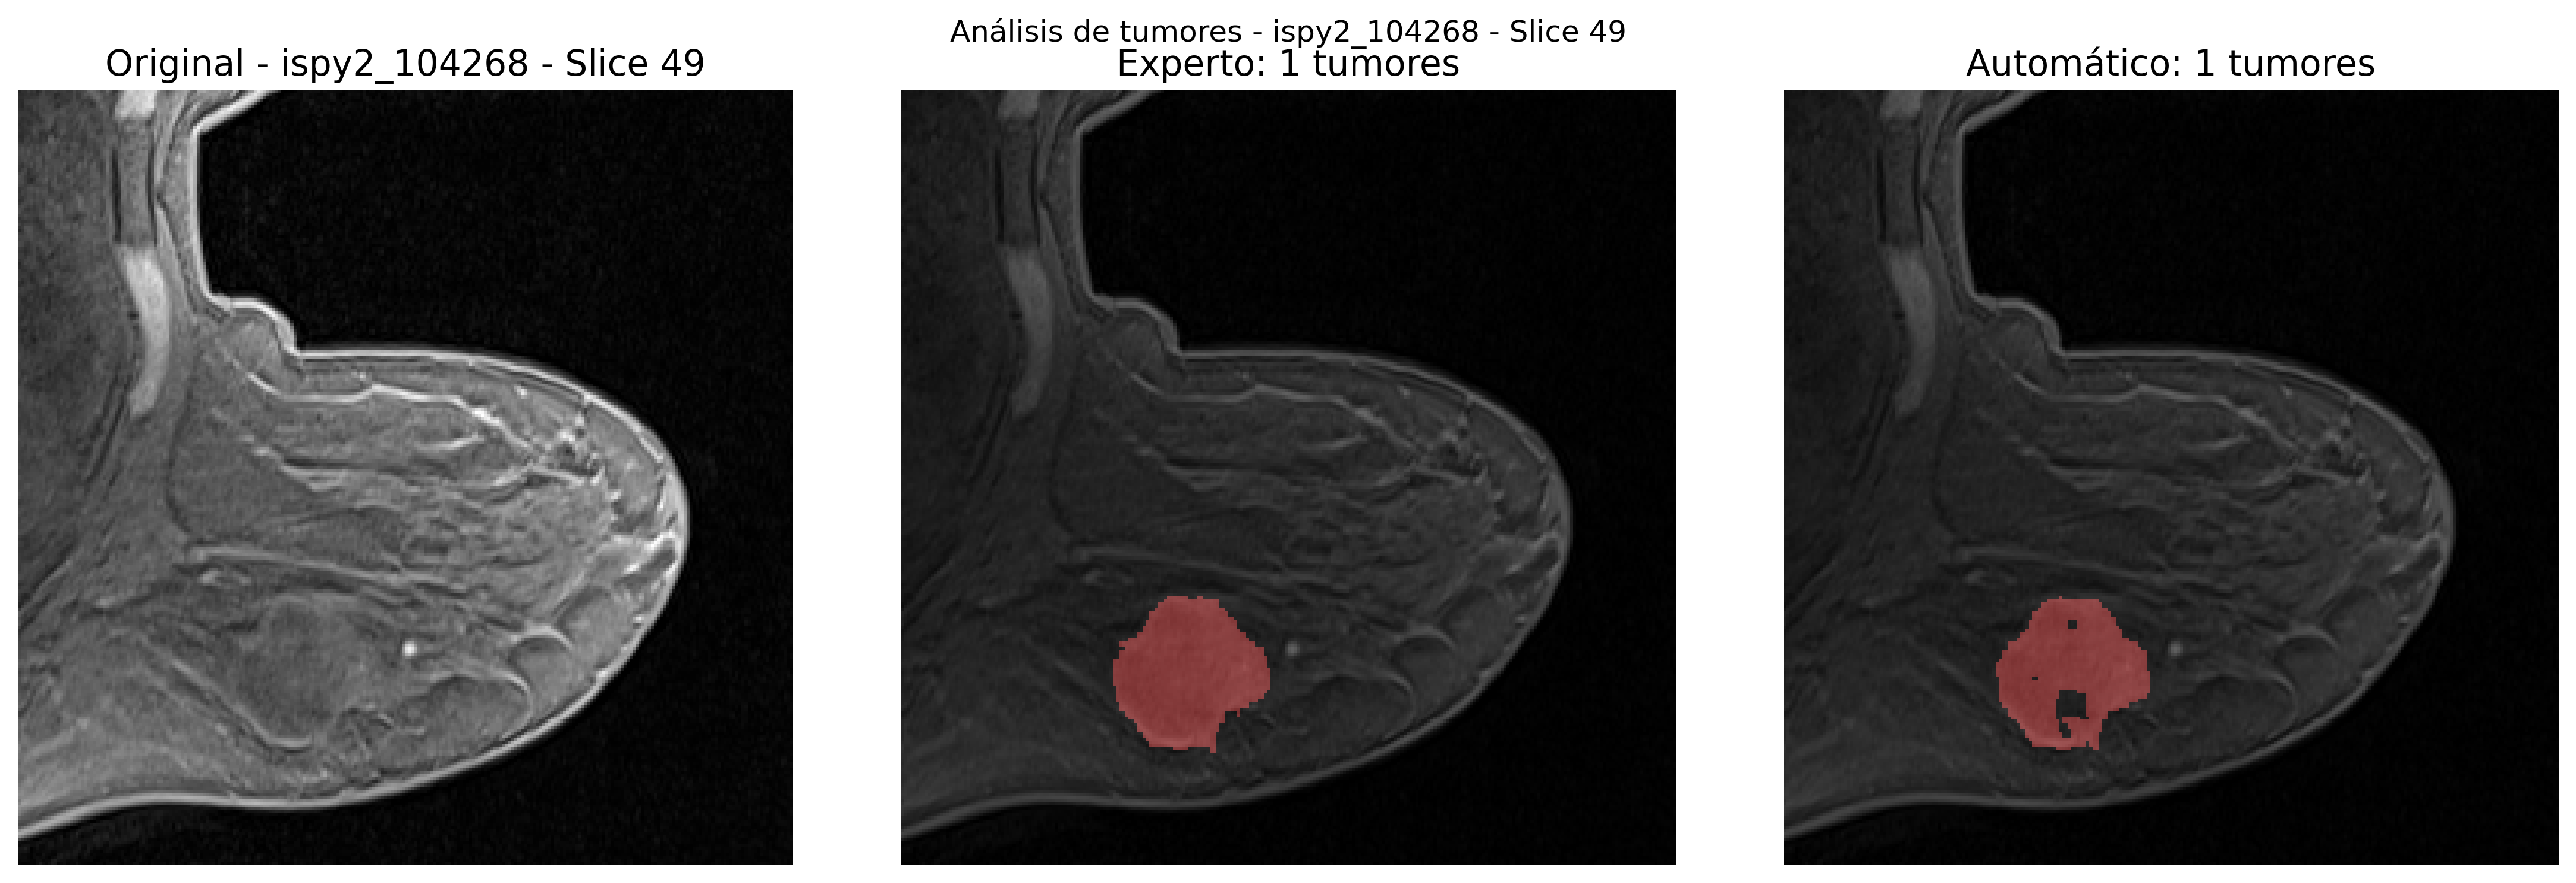 Análisis de tumores - ispy2_104268 - Slice 49
Original - ispy2_104268 - Slice 49
Experto: 1 tumores
Automático: 1 tumores